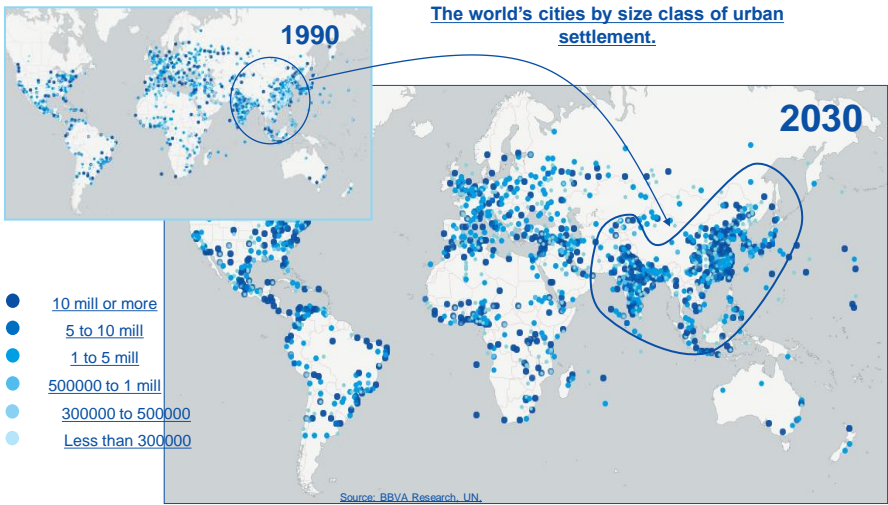 The world's cities by size class of urban
settlement.
1990
2030
10 mill or more
5 to 10 mill
1 to 5 mill
500000 to 1 mill
300000 to 500000
Less than 300000
Source: BBVA Research, UN.